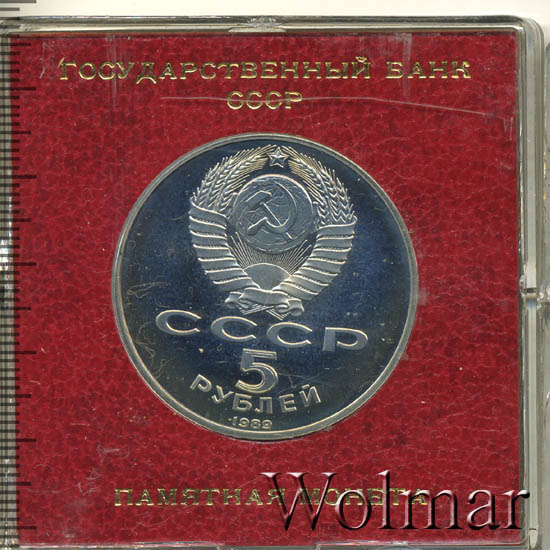 ГОСУДАРСТВЕННЫЙ БАНК
СССР
СССР
5
РУБЛЕЙ
1989
ПАМЯТНАЯ МОНЕТА
Wolmar